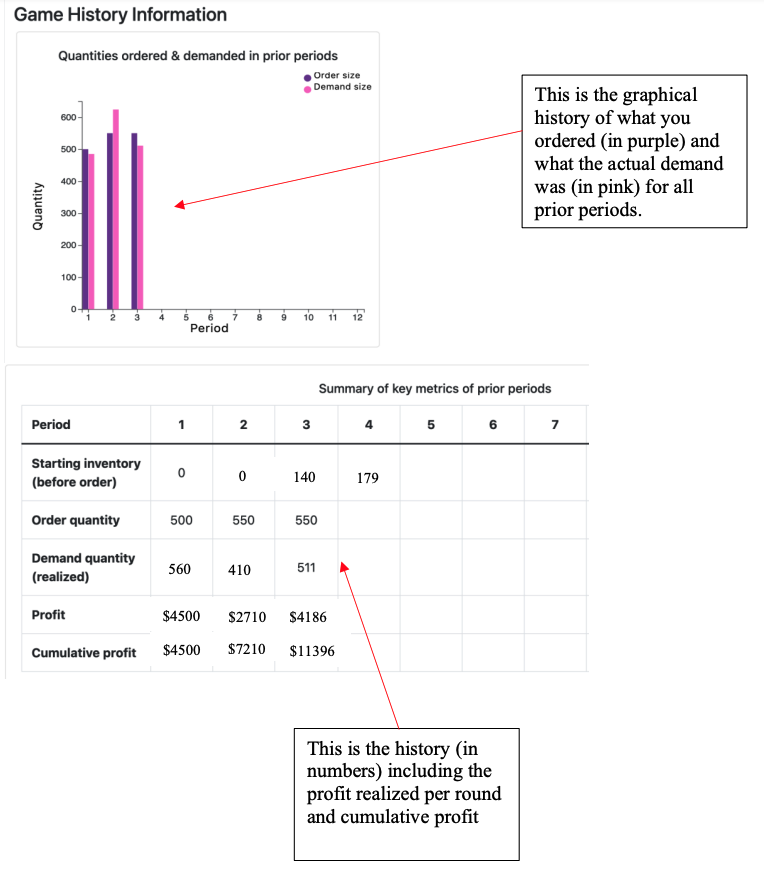 Game History Information
Quantities ordered & demanded in prior periods
Order size
Demand size
This is the graphical
history of what you
ordered (in purple) and
what the actual demand
was (in pink) for all
prior periods.
600
500
400
300
200
100
0
Quantity
1 2 3 4 5 6 7 8 9 10 11 12
Period
Summary of key metrics of prior periods
Period 1 2 3 4 5 6 7
Starting inventory
(before order) 0 0 140 179
Order quantity 500 550 550
Demand quantity
(realized) 560 410 511
Profit $4500 $2710 $4186
Cumulative profit $4500 $7210 $11396
This is the history (in
numbers) including the
profit realized per round
and cumulative profit